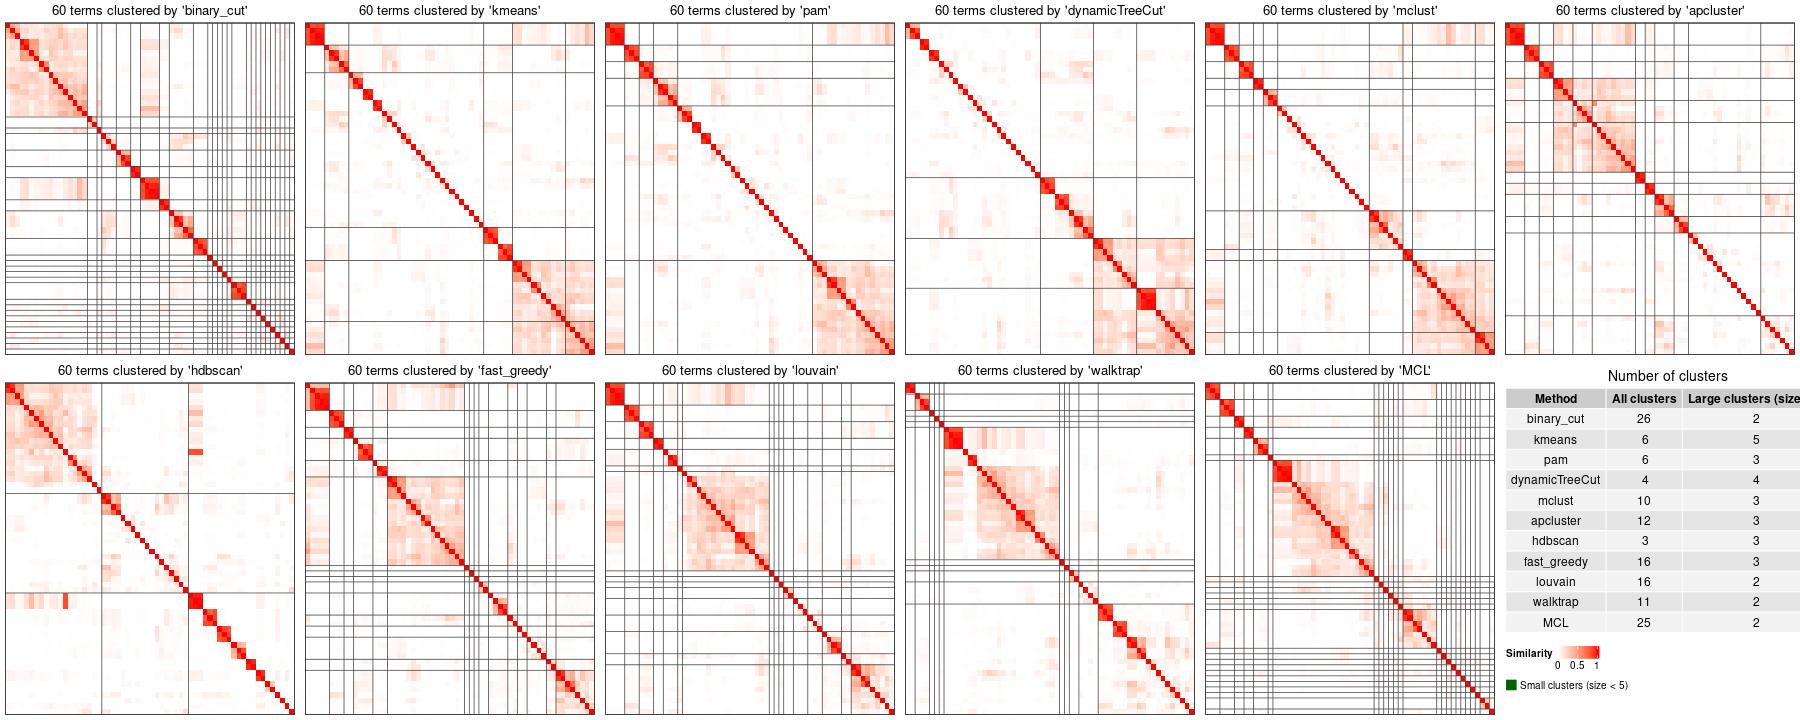 60 terms clustered by 'binary_cut'
60 terms clustered by 'kmeans'
60 terms clustered by 'pam'
60 terms clustered by 'dynamicTreeCut'
60 terms clustered by 'mclust'
60 terms clustered by 'apcluster'
60 terms clustered by 'hdbscan'
60 terms clustered by 'fast_greedy'
60 terms clustered by 'louvain'
60 terms clustered by 'walktrap'
60 terms clustered by 'MCL'
Number of clusters
Method All clusters Large clusters (size
binary_cut 26 2
kmeans 6 5
pam 6 3
dynamicTreeCut 4 4
mclust 10 3
apcluster 12 3
hdbscan 3 3
fast_greedy 16 3
louvain 16 2
walktrap 11 2
MCL 25 2
Similarity
0 0.5 1
Small clusters (size < 5)